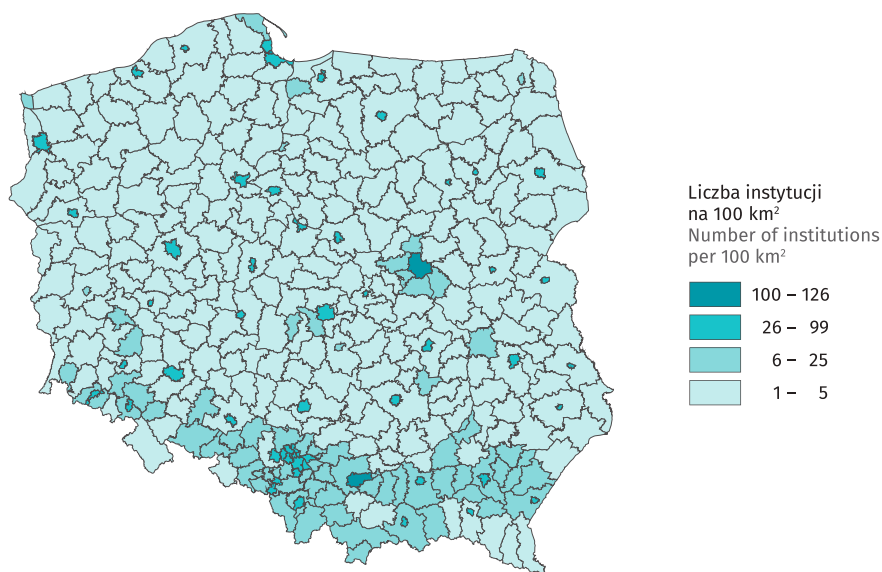 Liczba instytucji
na 100 km²
Number of institutions
per 100 km²
100 – 126
26 – 99
6 – 25
1 – 5